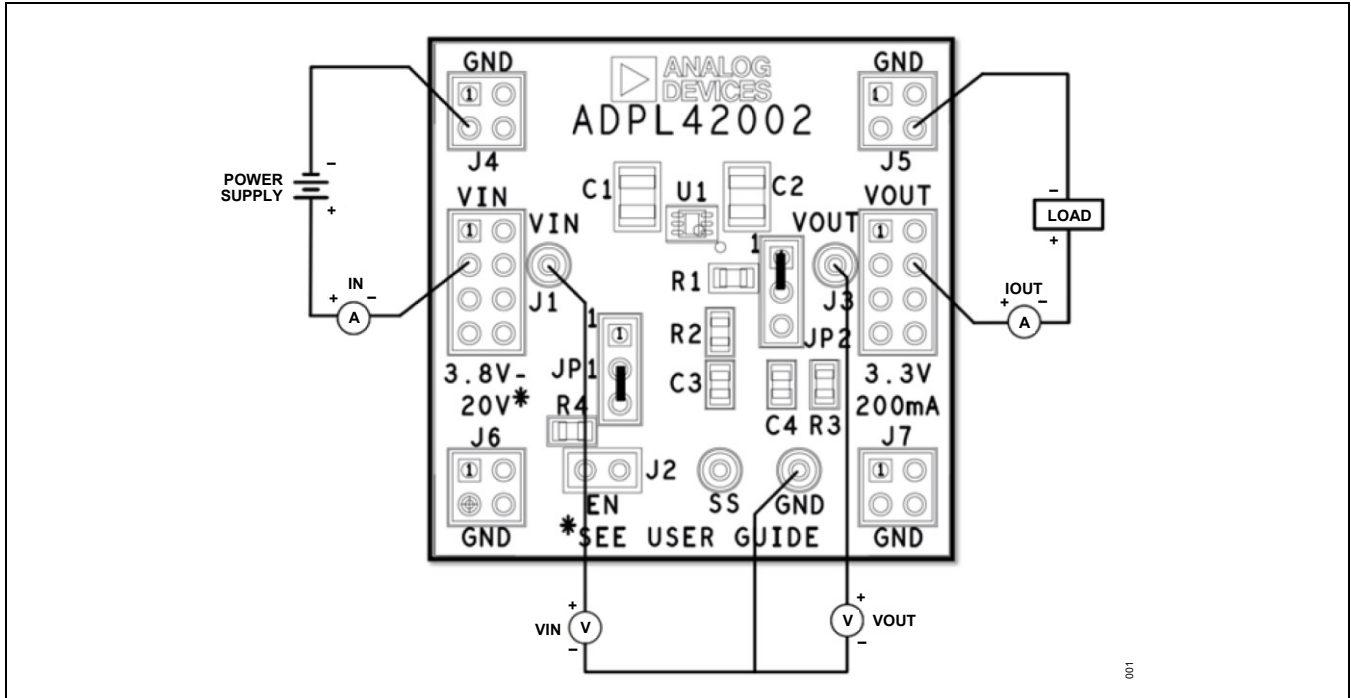 GND
ANALOG
DEVICES
GND
1
1
ADPL42002
J4
J5
POWER
SUPPLY
−
+
VIN
VIN
C1
U1
C2
VOUT
VOUT
−
LOAD
+
1
1
1
R1
J1
J3
IN
+ A −
IOUT
+ A −
1
1
R2
JP2
3.8V-
20V*
JP1
C3
3.3V
200mA
R4
C4
R3
J6
J7
1
J2
1
EN
SS
GND
GND
*SEE USER GUIDE
GND
+
VIN V
−
+
V VOUT
−
001